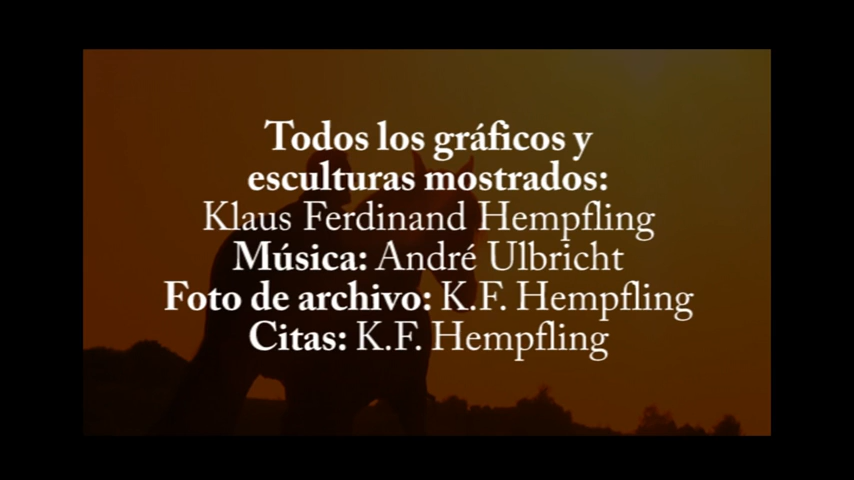 Todos los gráficos y
esculturas mostrados:
Klaus Ferdinand Hempfling
Música: André Ulbricht
Foto de archivo: K.F. Hempfling
Citas: K.F. Hempfling